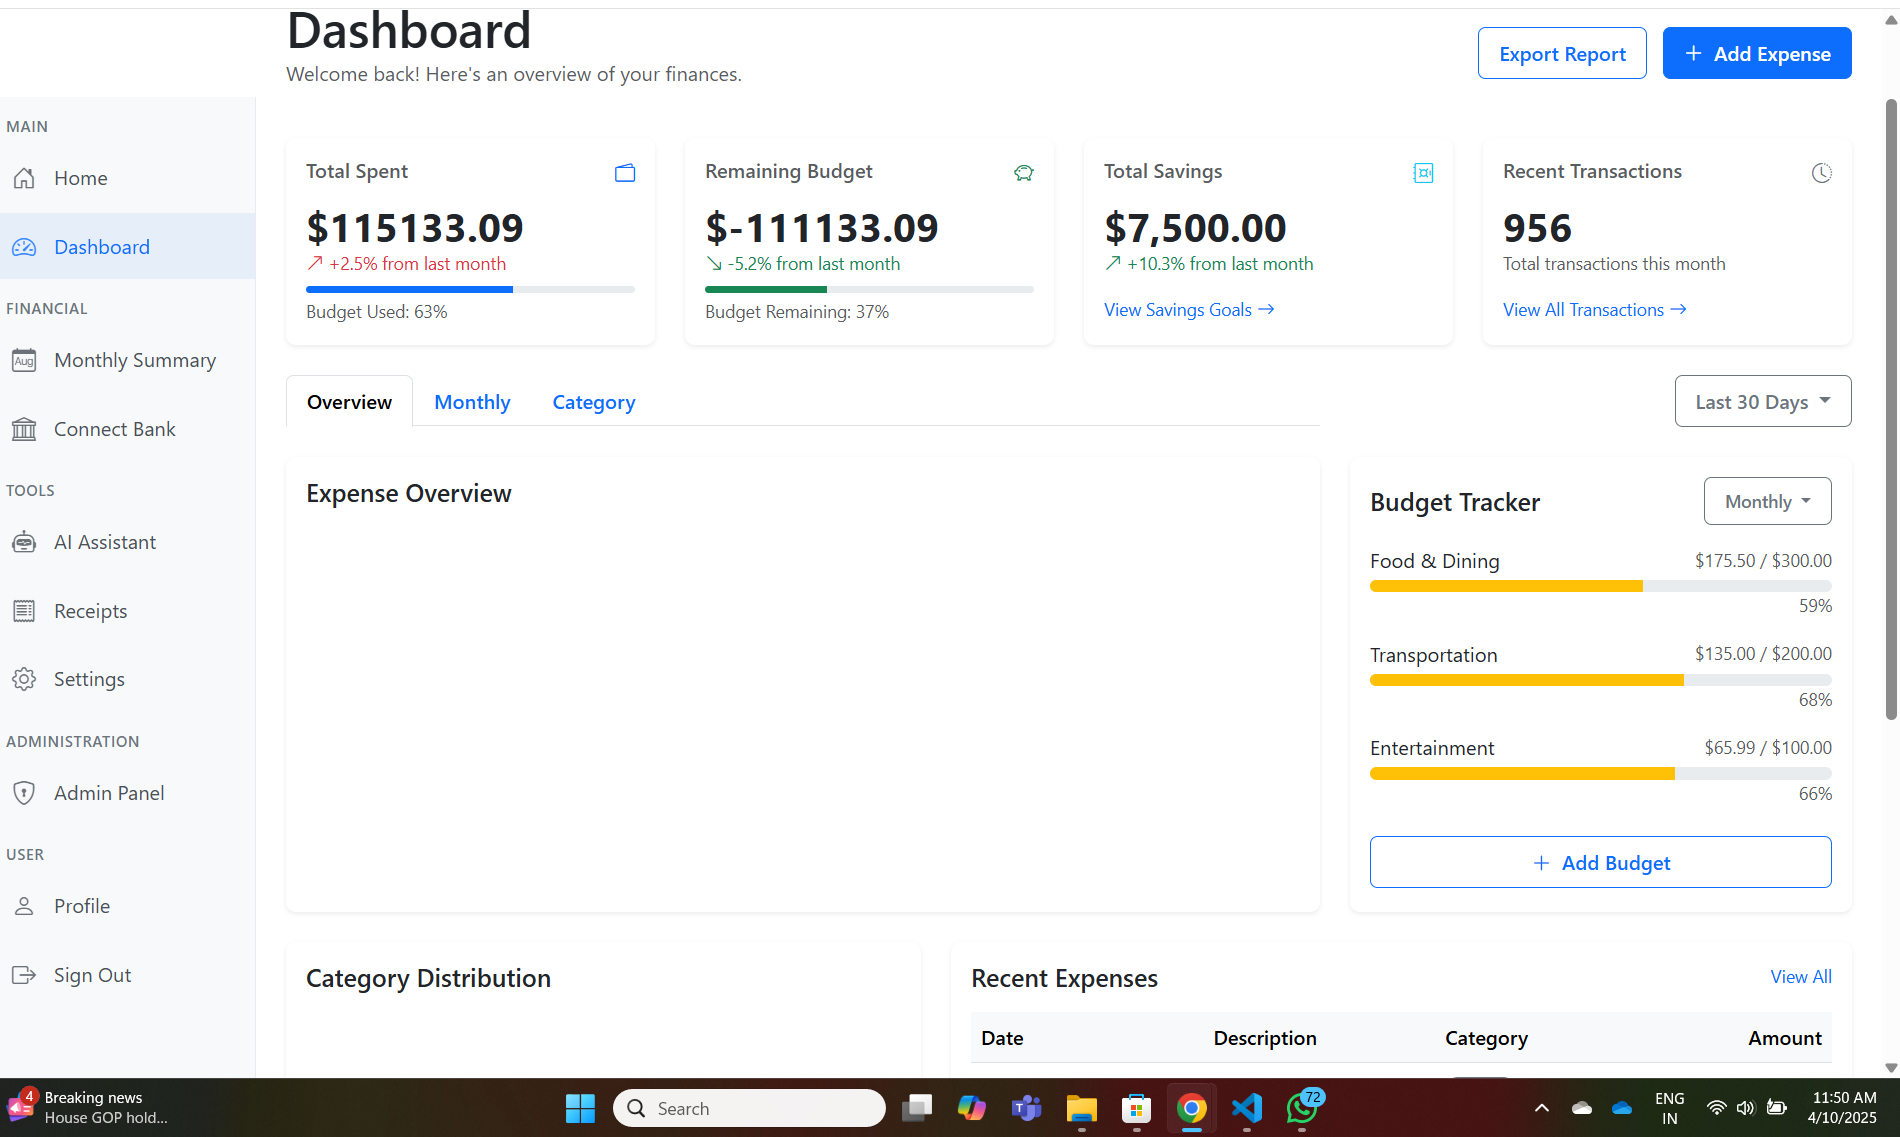 Dashboard
Welcome back! Here's an overview of your finances.
Export Report
+ Add Expense
MAIN
Home
Dashboard
FINANCIAL
Aug
Monthly Summary
Connect Bank
TOOLS
AI Assistant
Receipts
Settings
ADMINISTRATION
Admin Panel
USER
Profile
Sign Out
Total Spent
$115133.09
+2.5% from last month
Budget Used: 63%
Remaining Budget
$-111133.09
-5.2% from last month
Budget Remaining: 37%
Total Savings
$7,500.00
+10.3% from last month
View Savings Goals →
Recent Transactions
956
Total transactions this month
View All Transactions →
Overview
Monthly
Category
Last 30 Days
Expense Overview
Budget Tracker
Monthly
Food & Dining
$175.50 / $300.00
59%
Transportation
$135.00 / $200.00
68%
Entertainment
$65.99 / $100.00
66%
+ Add Budget
Category Distribution
Recent Expenses
View All
Date Description Category Amount
4
Breaking news
House GOP hold...
Search
T
72
ENG
IN
11:50 AM
4/10/2025